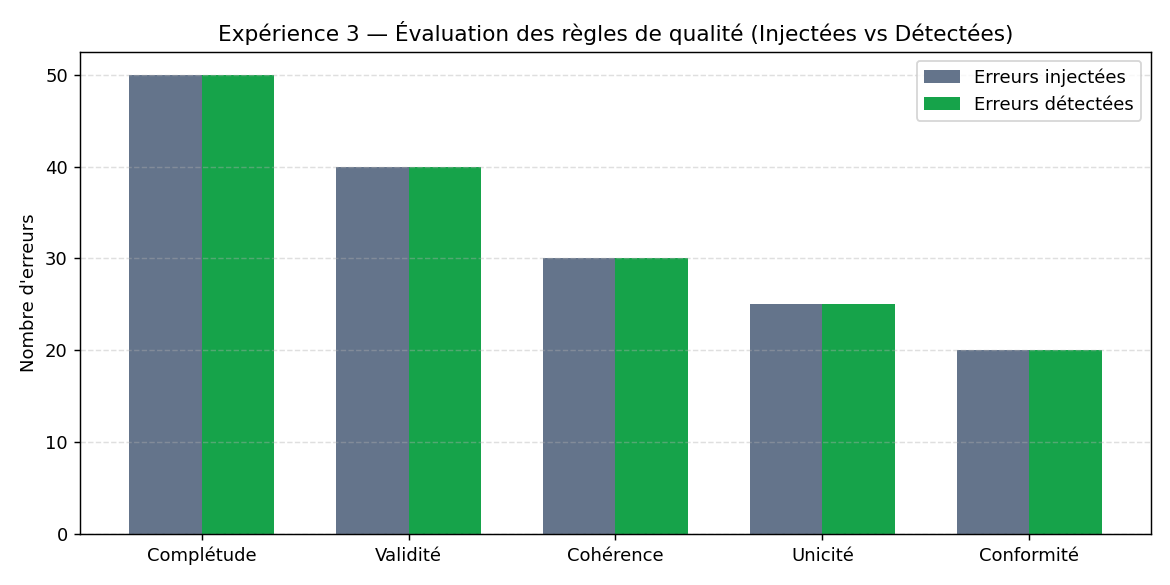 Expérience 3 — Évaluation des règles de qualité (Injectées vs Détectées)
Erreurs injectées
Erreurs détectées
Nombre d'erreurs
50
40
30
20
10
0
Complétude
Validité
Cohérence
Unicité
Conformité